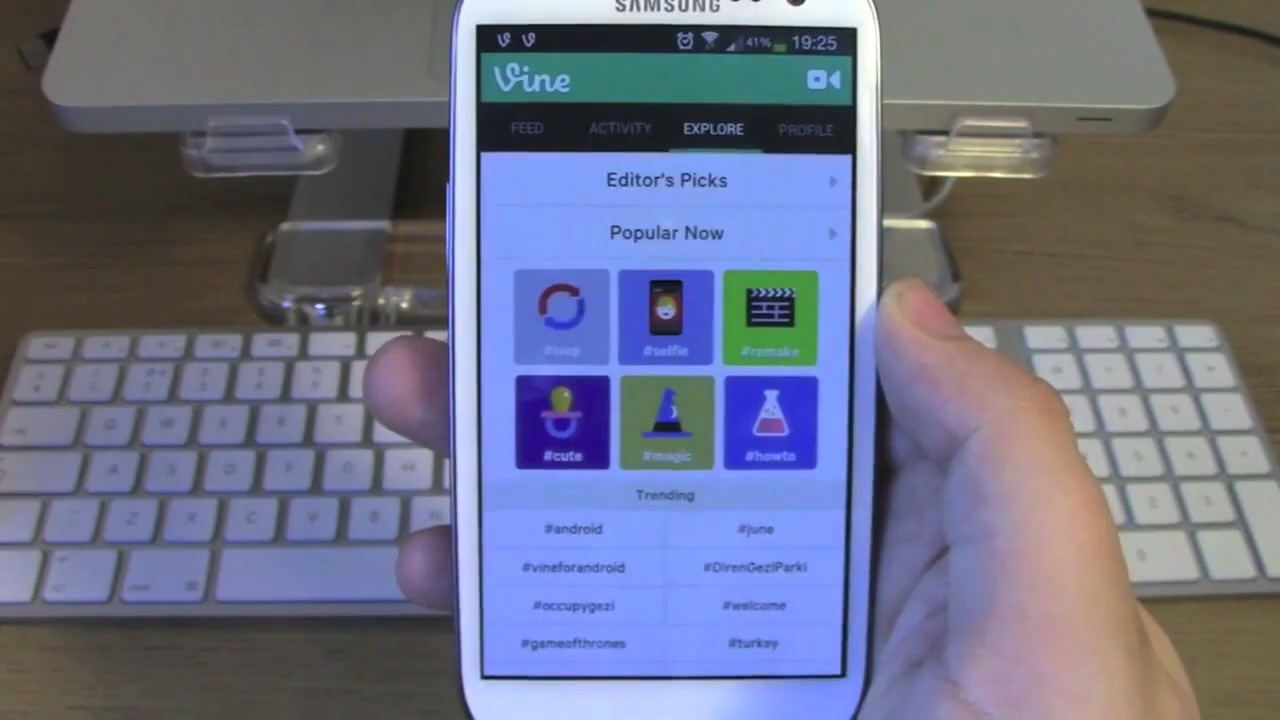 SAMSUNG
41% 19:25
Vine
FEED ACTIVITY EXPLORE PROFILE
Editor's Picks
Popular Now
#loop #selfie #remake
#cute #magic #howto
Trending
#android #june
#vineforandroid #DirenGeziParki
#occupygezi #welcome
#gameofthrones #turkey